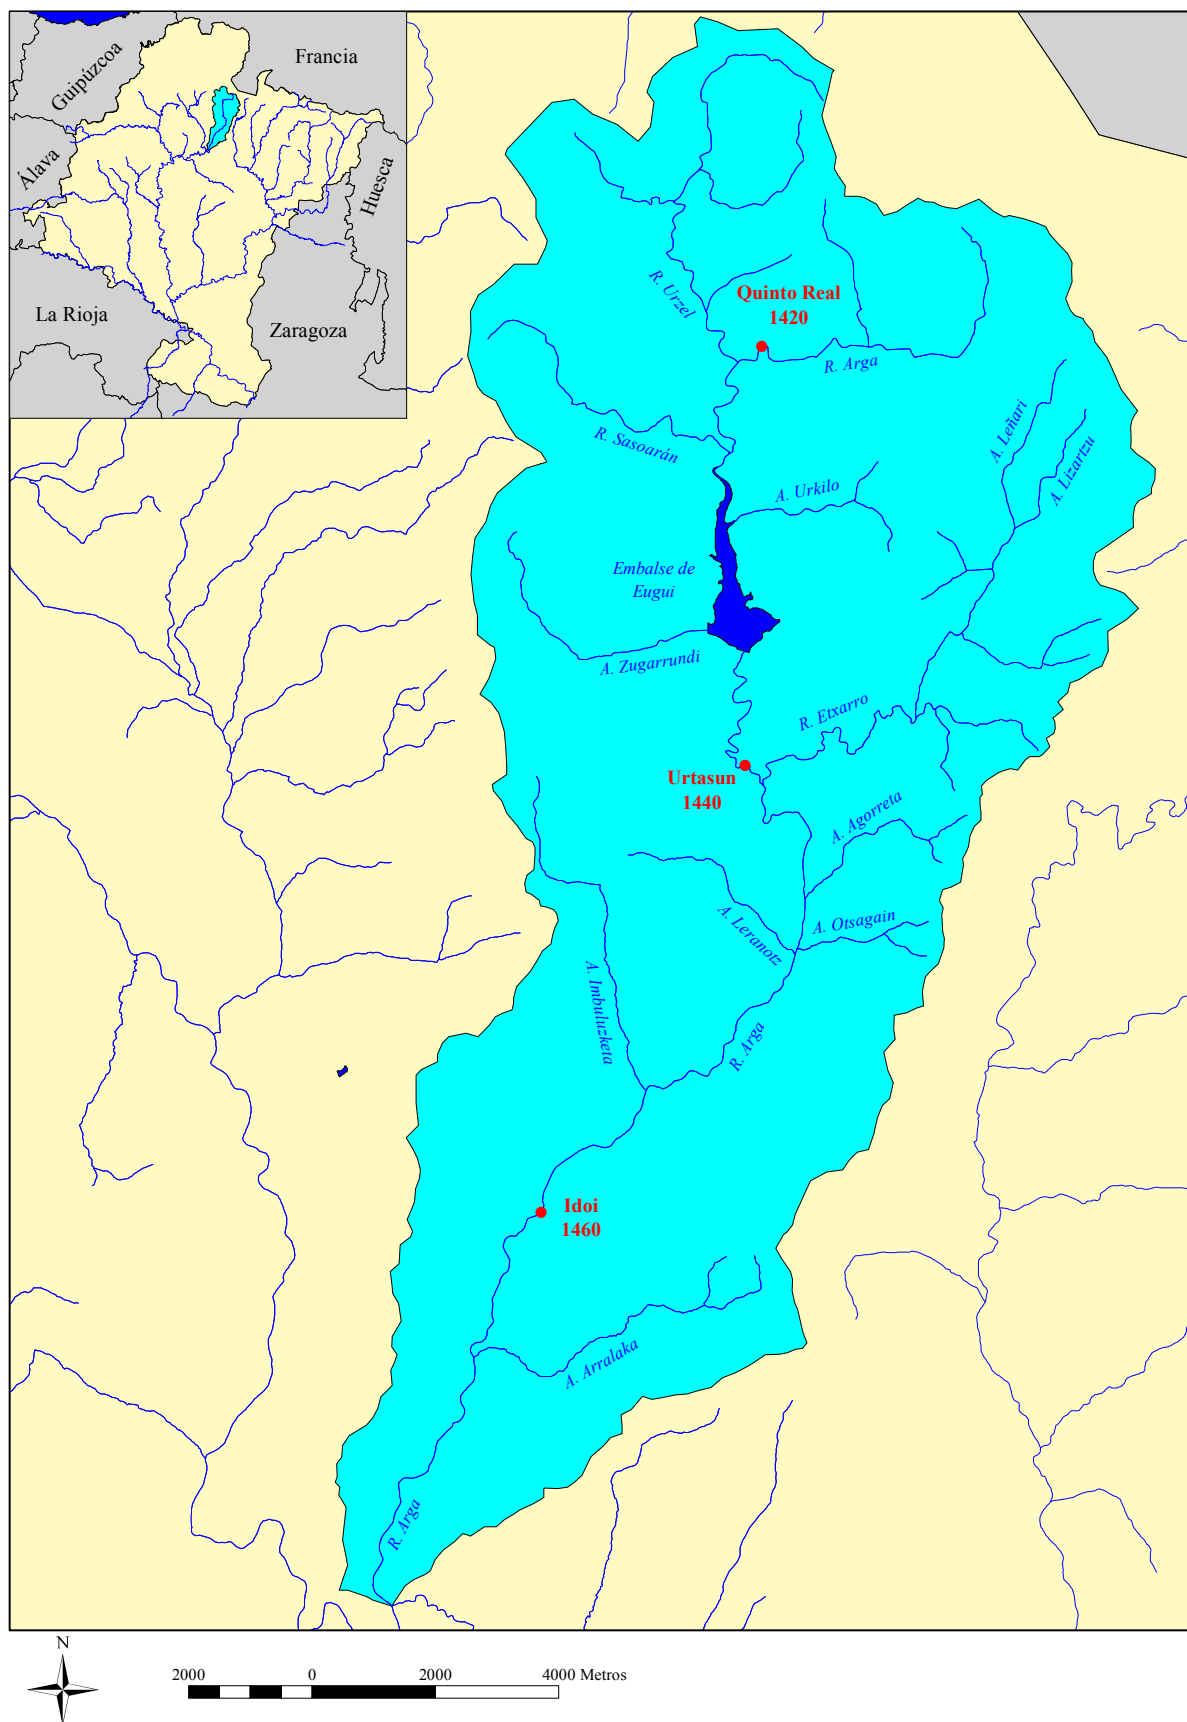 Francia
Guipúzcoa
Álava
Huesca
La Rioja
Zaragoza
R. Urzel
Quinto Real
1420
R. Arga
R. Sasoarán
A. Leñari
A. Lizartzu
A. Urkilo
Embalse de
Eugui
A. Zugarrundi
R. Etxarro
Urtasun
1440
A. Agorreta
A. Leranotz
A. Otsagain
A. Imbuluzketa
R. Arga
Idoi
1460
A. Arralaka
R. Arga
N
2000 0 2000 4000 Metros